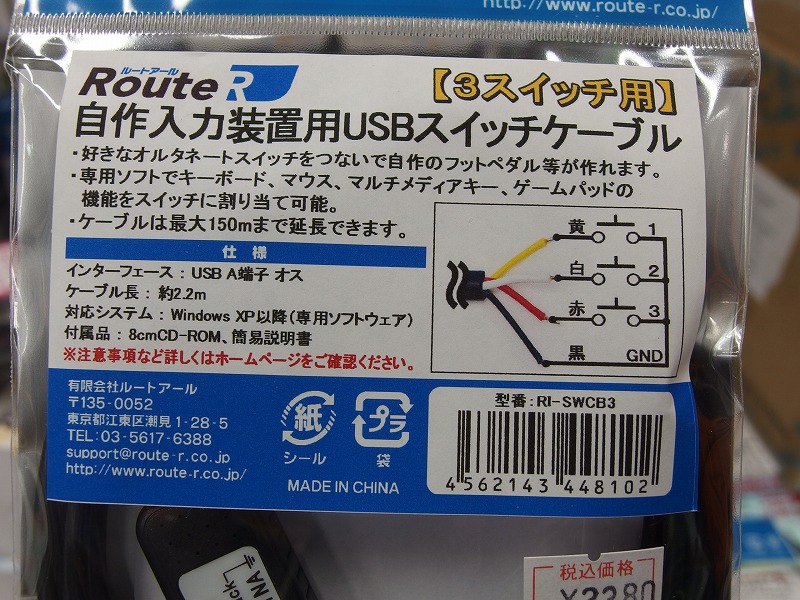 http://www.route-r.co.jp/
ルートアール
Route R
【3スイッチ用】
自作入力装置用USBスイッチケーブル
・好きなオルタネートスイッチをつないで自作のフットペダル等が作れます。
・専用ソフトでキーボード、マウス、マルチメディアキー、ゲームパッドの
機能をスイッチに割り当て可能。
・ケーブルは最大150mまで延長できます。
仕様
インターフェース : USB A端子 オス
ケーブル長 : 約2.2m
対応システム : Windows XP以降(専用ソフトウェア)
付属品 : 8cmCD-ROM、簡易説明書
※注意事項など詳しくはホームページをご確認ください。
黄 1
白 2
赤 3
黒 GND
有限会社ルートアール
〒135-0052
東京都江東区潮見1-28-5
TEL:03-5617-6388
support@route-r.co.jp
http://www.route-r.co.jp/
紙
シール
プラ
袋
MADE IN CHINA
型番:RI-SWCB3
4562143 448102
税込価格